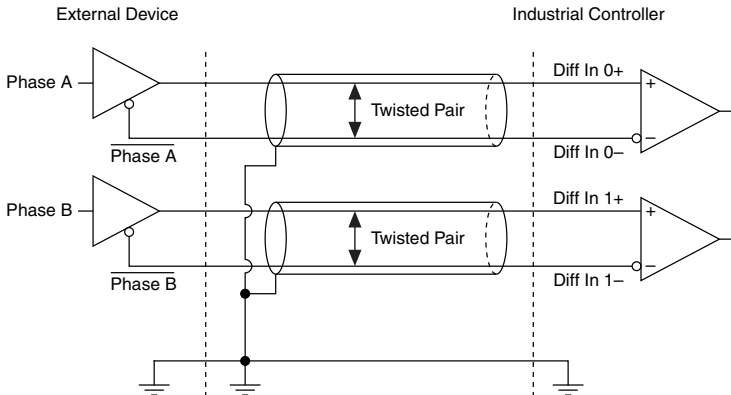 External Device
Industrial Controller
Phase A
Diff In 0+
+
Twisted Pair
−
Phase A
Diff In 0−
Phase B
Diff In 1+
+
Twisted Pair
−
Phase B
Diff In 1−